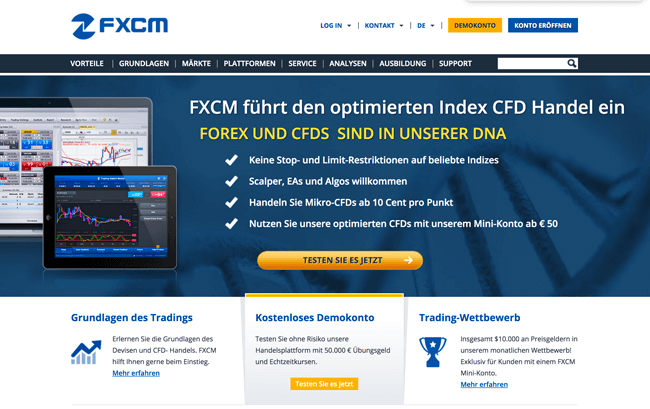 FXCM
LOG IN
KONTAKT
DE
DEMOKONTO
KONTO ERÖFFNEN
VORTEILE
GRUNDLAGEN
MÄRKTE
PLATTFORMEN
SERVICE
ANALYSEN
AUSBILDUNG
SUPPORT
FXCM führt den optimierten Index CFD Handel ein
FOREX UND CFDS SIND IN UNSERER DNA
Keine Stop- und Limit-Restriktionen auf beliebte Indizes
Scalper, EAs und Algos willkommen
Handeln Sie Mikro-CFDs ab 10 Cent pro Punkt
Nutzen Sie unsere optimierten CFDs mit unserem Mini-Konto ab € 50
TESTEN SIE ES JETZT
Grundlagen des Tradings
Erlernen Sie die Grundlagen des
Devisen und CFD- Handels. FXCM
hilft Ihnen gerne beim Einstieg.
Mehr erfahren
Kostenloses Demokonto
Testen Sie ohne Risiko unsere
Handelsplattform mit 50.000 € Übungsgeld
und Echtzeitkursen.
Testen Sie es jetzt
Trading-Wettbewerb
Insgesamt $10,000 an Preisgeldern in
unserem monatlichen Wettbewerb!
Exklusiv für Kunden mit einem FXCM
Mini-Konto.
Mehr erfahren